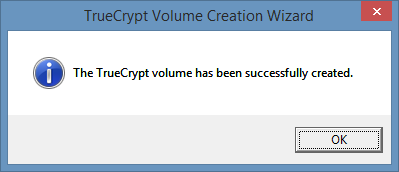 TrueCrypt Volume Creation Wizard
The TrueCrypt volume has been successfully created.
OK